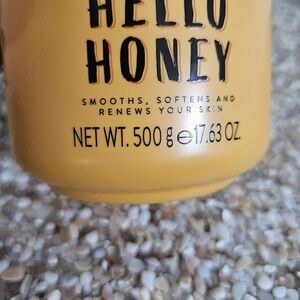 HELLO
HONEY
SMOOTHS, SOFTENS AND
RENEWS YOUR SKIN
NET WT. 500 g e 17.63 OZ.